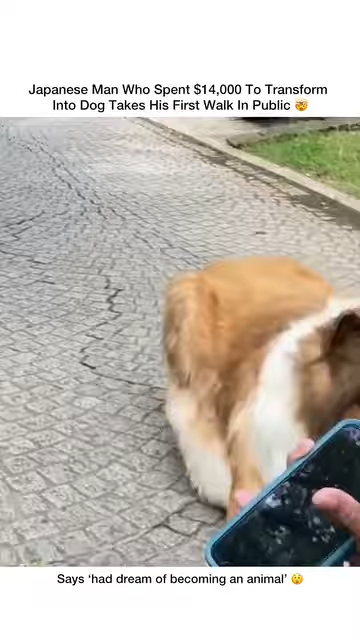 Japanese Man Who Spent $14,000 To Transform
Into Dog Takes His First Walk In Public 🤯
Says ‘had dream of becoming an animal’ 😲